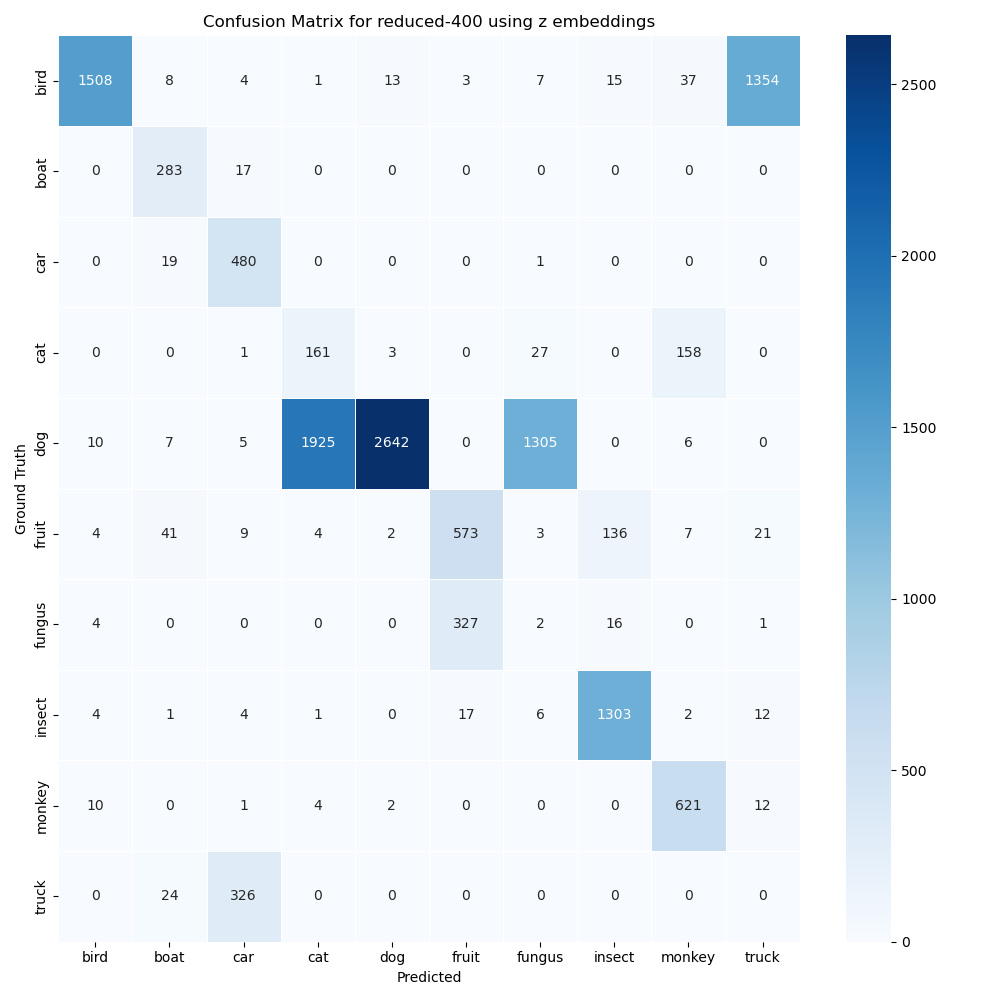 Confusion Matrix for reduced-400 using z embeddings
Ground Truth
bird 1508 8 4 1 13 3 7 15 37 1354
boat 0 283 17 0 0 0 0 0 0 0
car 0 19 480 0 0 0 1 0 0 0
cat 0 0 1 161 3 0 27 0 158 0
dog 10 7 5 1925 2642 0 1305 0 6 0
fruit 4 41 9 4 2 573 3 136 7 21
fungus 4 0 0 0 0 327 2 16 0 1
insect 4 1 4 1 0 17 6 1303 2 12
monkey 10 0 1 4 2 0 0 0 621 12
truck 0 24 326 0 0 0 0 0 0 0
bird boat car cat dog fruit fungus insect monkey truck
Predicted
2500
2000
1500
1000
500
0